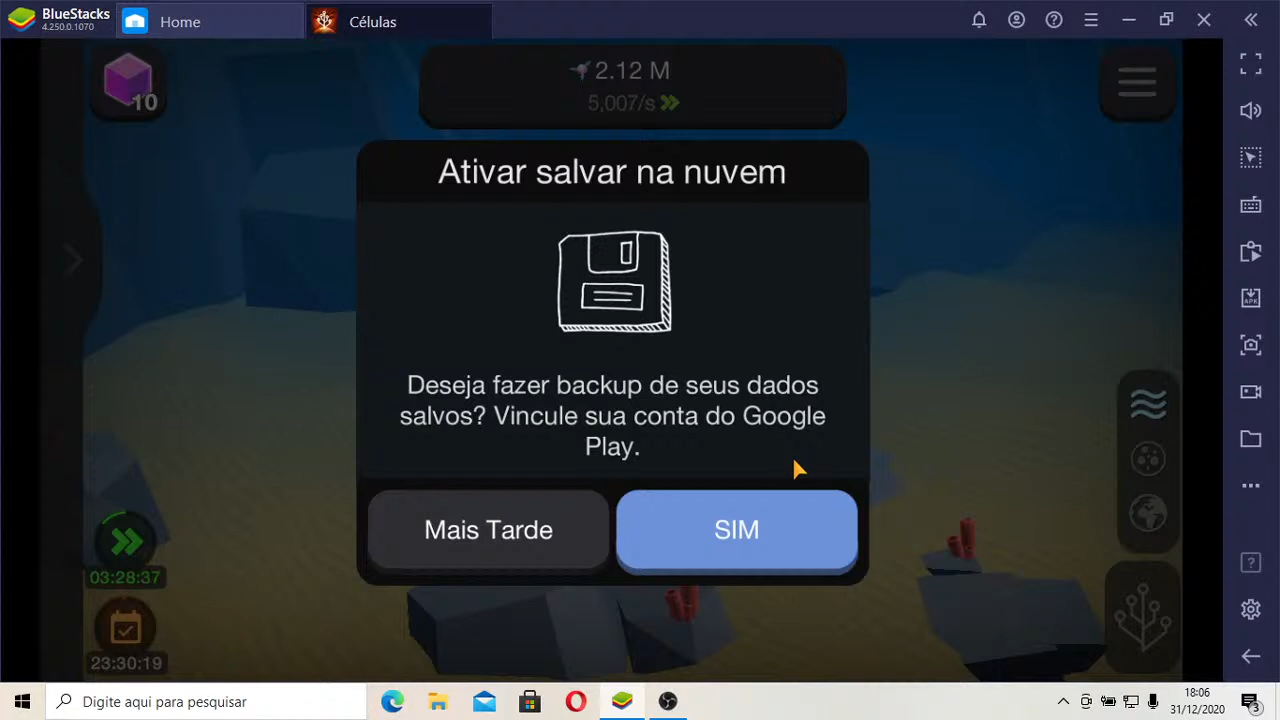 BlueStacks
4.250.0.1070
Home
Células
10
2.12 M
5,007/s
Ativar salvar na nuvem
Deseja fazer backup de seus dados
salvos? Vincule sua conta do Google
Play.
Mais Tarde
SIM
03:28:37
23:30:19
APK
Digite aqui para pesquisar
18:06
31/12/2020
3